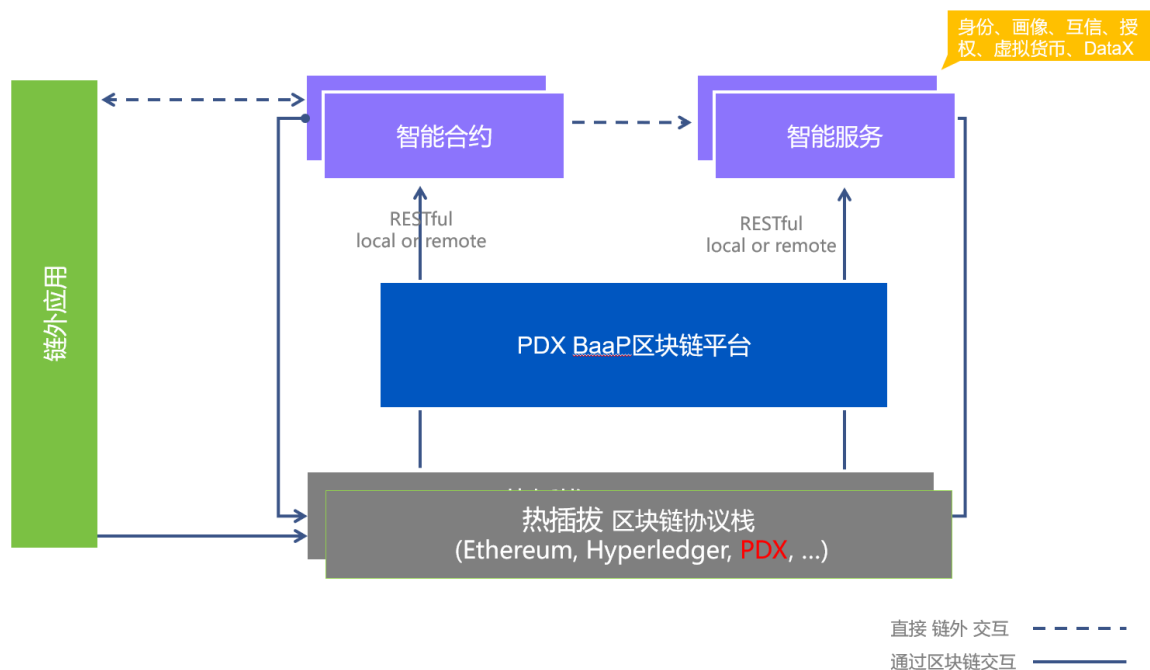 身份、画像、互信、授
权、虚拟货币、DataX
智能合约
智能服务
RESTful
local or remote
RESTful
local or remote
链外应用
PDX BaaP区块链平台
热插拔 区块链协议栈
(Ethereum, Hyperledger, PDX, ...)
直接 链外 交互
通过区块链交互